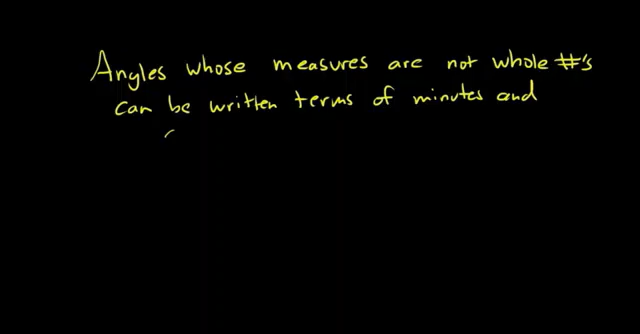 Angles whose measures are not whole #'s
can be written terms of minutes and